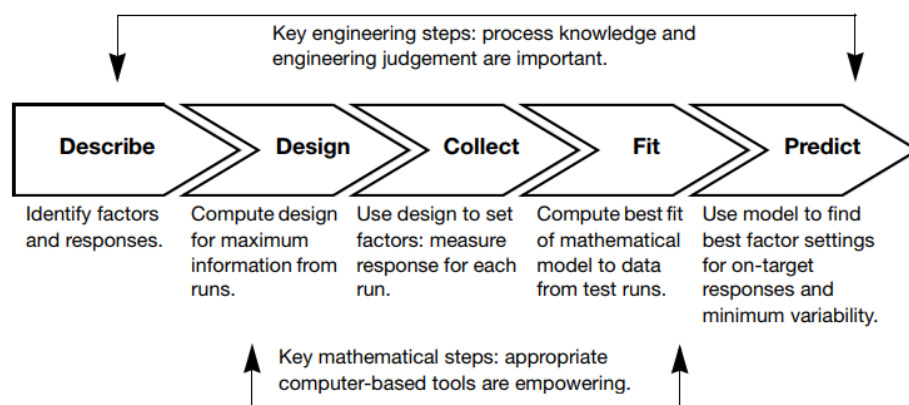 Key engineering steps: process knowledge and
engineering judgement are important.
Describe
Design
Collect
Fit
Predict
Identify factors
and responses.
Compute design
for maximum
information from
runs.
Use design to set
factors: measure
response for each
run.
Compute best fit
of mathematical
model to data
from test runs.
Use model to find
best factor settings
for on-target
responses and
minimum variability.
Key mathematical steps: appropriate
computer-based tools are empowering.